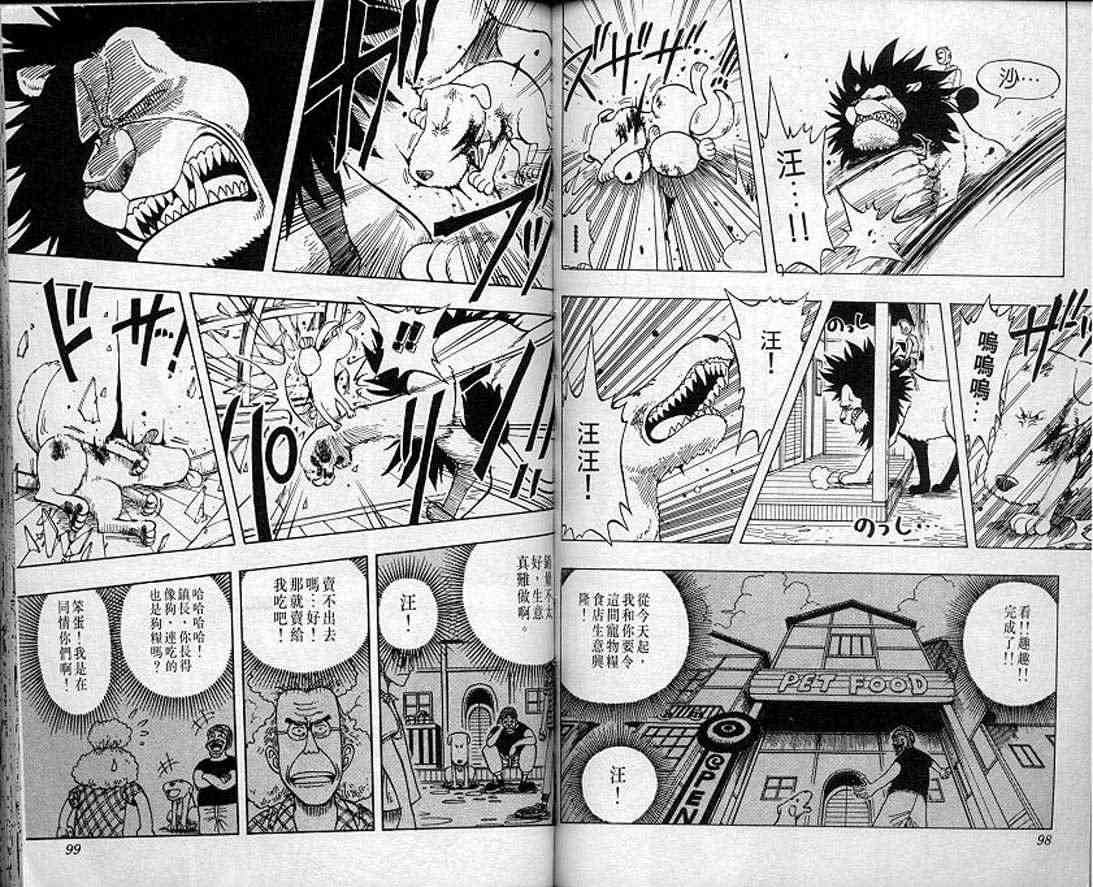 沙…
汪…!!
ズザザザ
嗚嗚嗚…
のっし
のっし…
汪!
汪汪!
看!!趣趣!!
完成了!!
PET FOOD
OPEN
從今天起,
我和你要令
這間寵物糧
食店生意興
隆!
汪!
98
好,生意
真難做啊。
汪!
賣不出去
嗎…好!
那就賣給
我吃吧!
哈哈哈哈!
鎮長,你長得
像狗,連吃的
也是狗糧嗎?
笨蛋!我是在
同情你們啊!
99